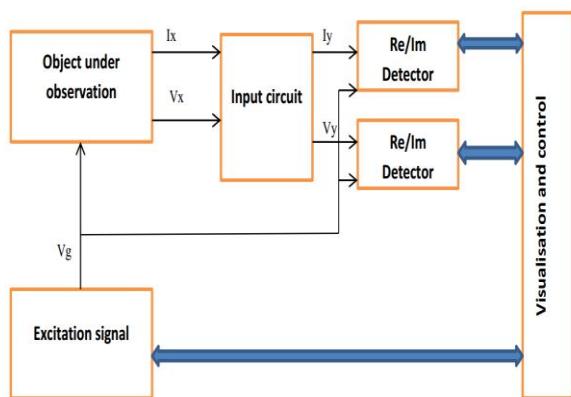 Object under
observation
Ix
Vx
Input circuit
Iy
Vy
Re/Im
Detector
Re/Im
Detector
Visualisation and control
Vg
Excitation signal